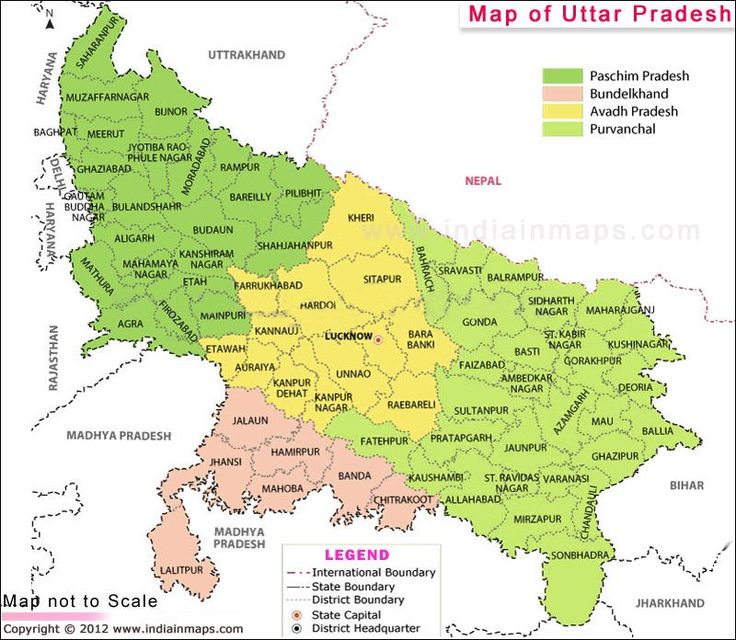 Map of Uttar Pradesh
N
UTTRAKHAND
HARYANA
SAHARANPUR
Paschim Pradesh
Bundelkhand
Avadh Pradesh
Purvanchal
MUZAFFARNAGAR
BIJNOR
BAGHPAT
MEERUT
JYOTIBA RAO
PHULE NAGAR
MORADABAD
RAMPUR
GHAZIABAD
DELHI
NEPAL
GAUTAM
BUDDHA
NAGAR
BULANDSHAHR
BAREILLY
PILIBHIT
HARYANA
KHERI
www.indiainmaps.com
BUDAUN
ALIGARH
SHAHJAHANPUR
KANSHIRAM
NAGAR
MAHAMAYA
NAGAR
MATHURA
ETAH
FARRUKHABAD
SITAPUR
BAHRAICH
SRAVASTI
BALRAMPUR
HARDOI
SIDHARTH
NAGAR
MAHARAJGANJ
FIROZABAD
MAINPURI
AGRA
KANNAUJ
LUCKNOW
BARA
BANKI
GONDA
ST. KABIR
NAGAR
KUSHINAGAR
BASTI
GORAKHPUR
RAJASTHAN
ETAWAH
AURAIYA
UNNAO
FAIZABAD
AMBEDKAR
NAGAR
DEORIA
KANPUR
DEHAT
KANPUR
NAGAR
RAEBARELI
SULTANPUR
AZAMGARH
MAU
BALLIA
MADHYA PRADESH
JALAUN
FATEHPUR
PRATAPGARH
JAUNPUR
GHAZIPUR
JHANSI
HAMIRPUR
BANDA
KAUSHAMBI
ST. RAVIDAS
NAGAR
VARANASI
BIHAR
MAHOBA
CHITRAKOOT
ALLAHABAD
CHANDAULI
MIRZAPUR
MADHYA
PRADESH
SONBHADRA
LALITPUR
JHARKHAND
LEGEND
International Boundary
State Boundary
District Boundary
State Capital
District Headquarter
Map not to Scale
Copyright © 2012 www.indiainmaps.com